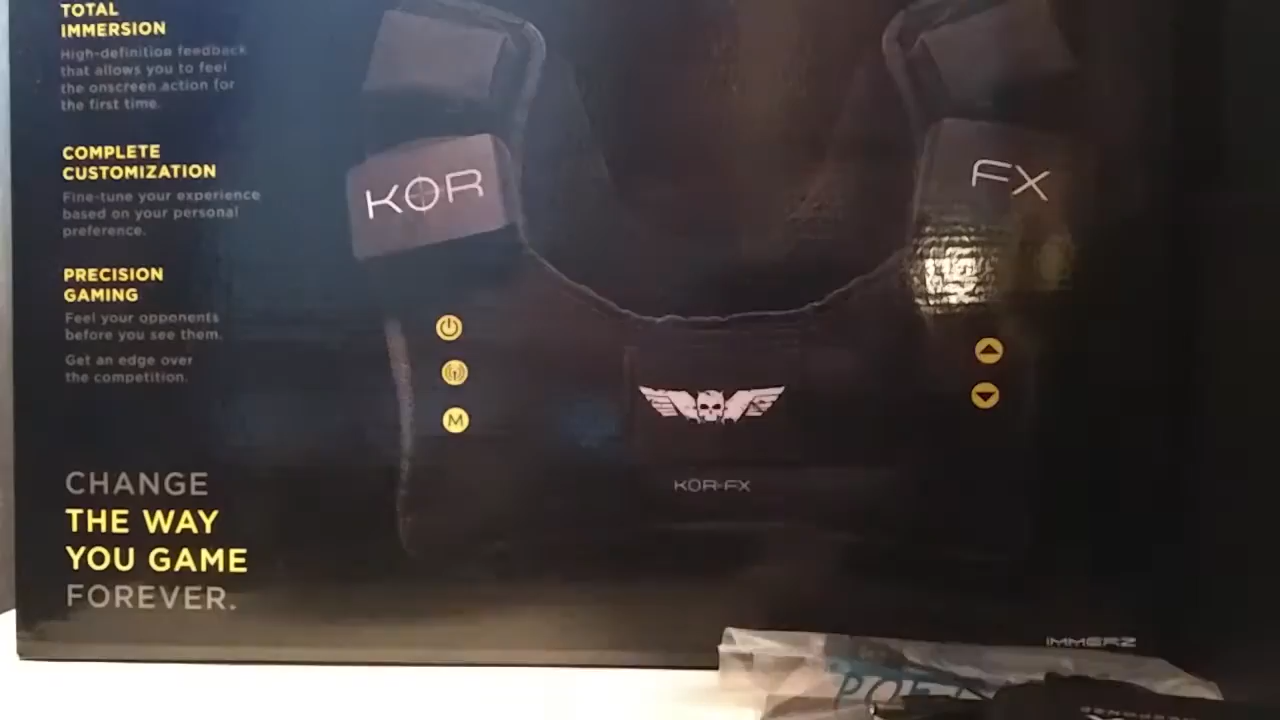 TOTAL
IMMERSION
High-definition feedback
that allows you to feel
the onscreen action for
the first time.
COMPLETE
CUSTOMIZATION
Fine-tune your experience
based on your personal
preference.
PRECISION
GAMING
Feel your opponents
before you see them.
Get an edge over
the competition.
CHANGE
THE WAY
YOU GAME
FOREVER.
KOR
FX
M
KOR-FX
IMMERZ